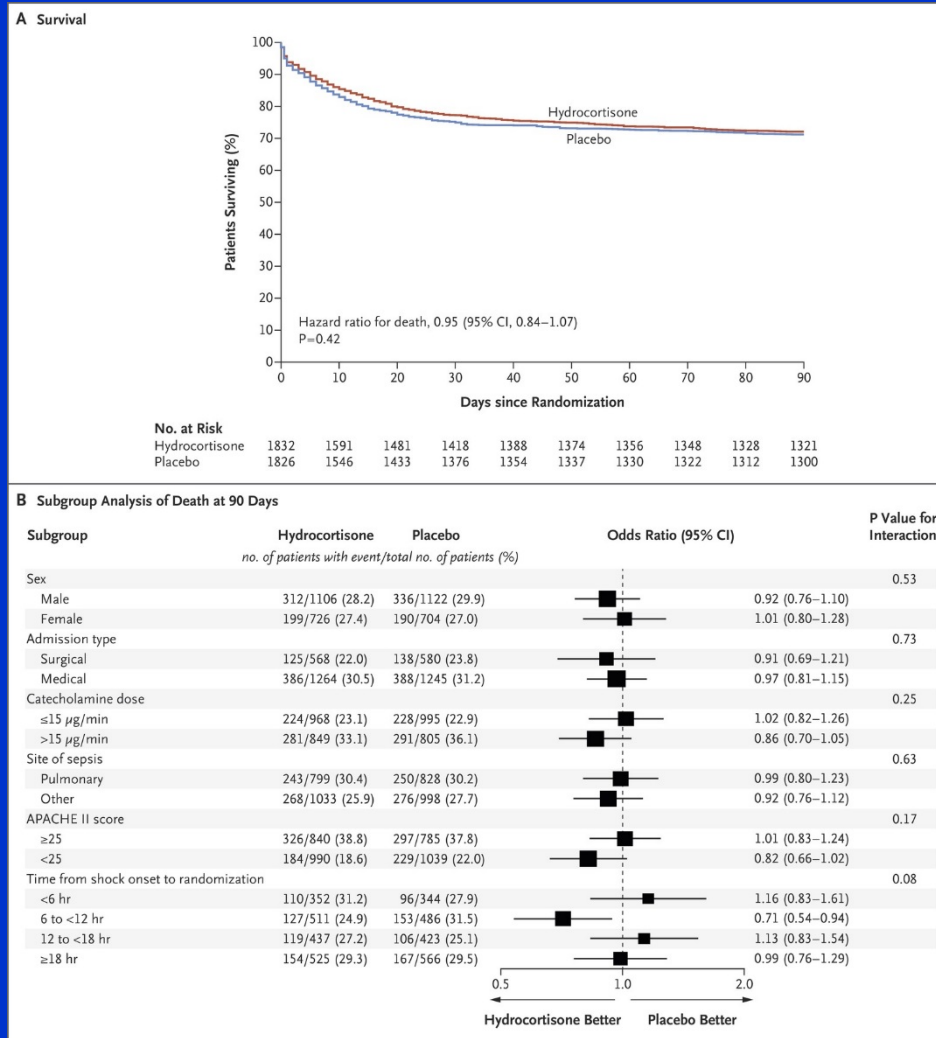 A Survival
100
90
80
70
60
50
40
30
20
10
0
Patients Surviving (%)
Hydrocortisone
Placebo
Hazard ratio for death, 0.95 (95% CI, 0.84–1.07)
P=0.42
0 10 20 30 40 50 60 70 80 90
Days since Randomization
No. at Risk
Hydrocortisone 1832 1591 1481 1418 1388 1374 1356 1348 1328 1321
Placebo 1826 1546 1433 1376 1354 1337 1330 1322 1312 1300
B Subgroup Analysis of Death at 90 Days
Subgroup Hydrocortisone Placebo Odds Ratio (95% CI) P Value for Interaction
no. of patients with event/total no. of patients (%)
Sex 0.53
Male 312/1106 (28.2) 336/1122 (29.9) 0.92 (0.76–1.10)
Female 199/726 (27.4) 190/704 (27.0) 1.01 (0.80–1.28)
Admission type 0.73
Surgical 125/568 (22.0) 138/580 (23.8) 0.91 (0.69–1.21)
Medical 386/1264 (30.5) 388/1245 (31.2) 0.97 (0.81–1.15)
Catecholamine dose 0.25
≤15 µg/min 224/968 (23.1) 228/995 (22.9) 1.02 (0.82–1.26)
>15 µg/min 281/849 (33.1) 291/805 (36.1) 0.86 (0.70–1.05)
Site of sepsis 0.63
Pulmonary 243/799 (30.4) 250/828 (30.2) 0.99 (0.80–1.23)
Other 268/1033 (25.9) 276/998 (27.7) 0.92 (0.76–1.12)
APACHE II score 0.17
≥25 326/840 (38.8) 297/785 (37.8) 1.01 (0.83–1.24)
<25 184/990 (18.6) 229/1039 (22.0) 0.82 (0.66–1.02)
Time from shock onset to randomization 0.08
<6 hr 110/352 (31.2) 96/344 (27.9) 1.16 (0.83–1.61)
6 to <12 hr 127/511 (24.9) 153/486 (31.5) 0.71 (0.54–0.94)
12 to <18 hr 119/437 (27.2) 106/423 (25.1) 1.13 (0.83–1.54)
≥18 hr 154/525 (29.3) 167/566 (29.5) 0.99 (0.76–1.29)
0.5 1.0 2.0
Hydrocortisone Better Placebo Better